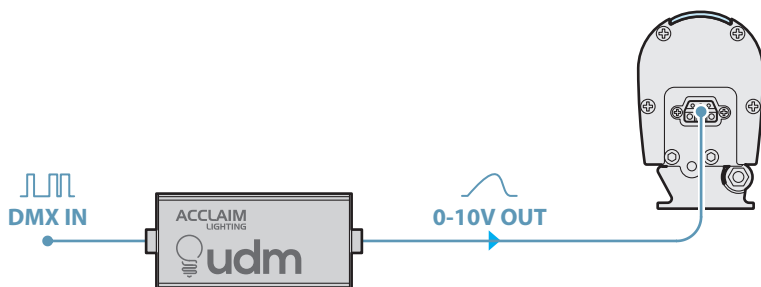 DMX IN
ACCLAIM
LIGHTING
udm
0-10V OUT